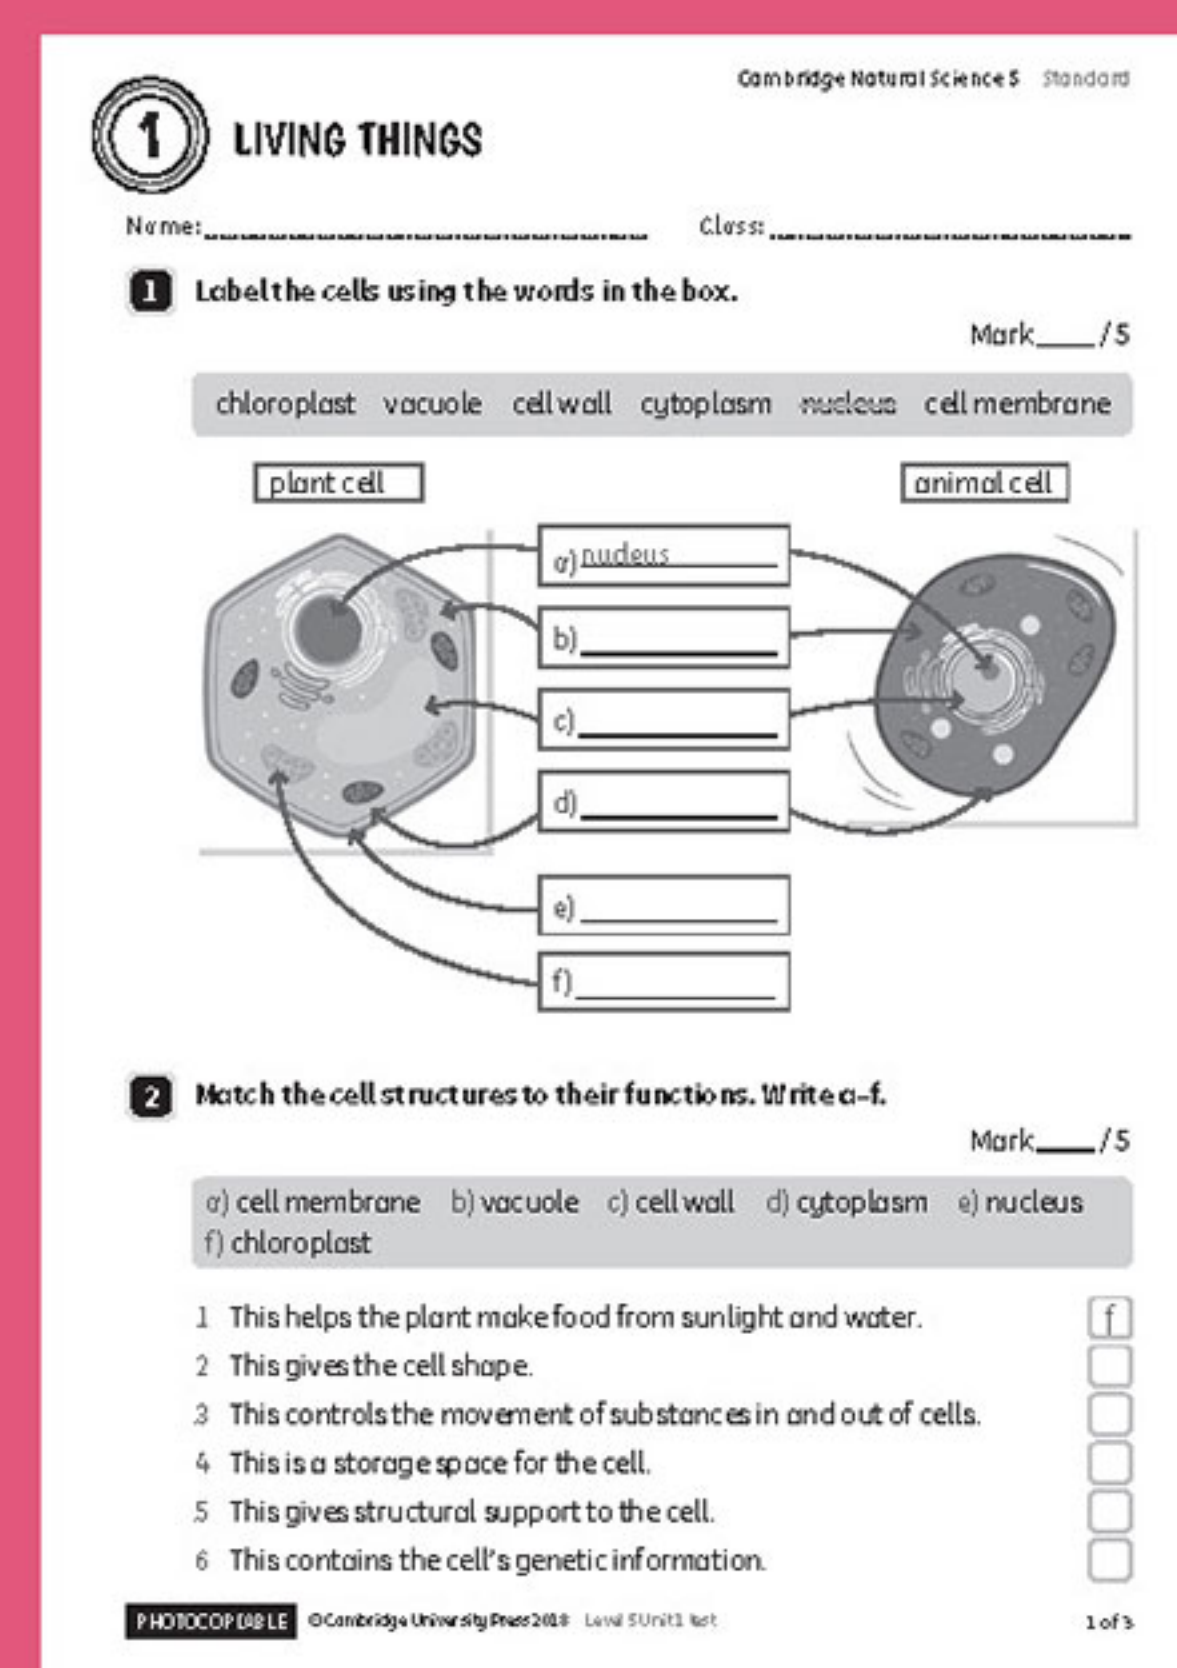 Cambridge Natural Science 5 Standard
1 LIVING THINGS
Name: Class:
1 Label the cells using the words in the box.
Mark ____ / 5
chloroplast vacuole cell wall cytoplasm nucleus cell membrane
plant cell
animal cell
a) nucleus
b)
c)
d)
e)
f)
2 Match the cell structures to their functions. Write a–f.
Mark ____ / 5
a) cell membrane b) vacuole c) cell wall d) cytoplasm e) nucleus
f) chloroplast
1 This helps the plant make food from sunlight and water. f
2 This gives the cell shape.
3 This controls the movement of substances in and out of cells.
4 This is a storage space for the cell.
5 This gives structural support to the cell.
6 This contains the cell's genetic information.
PHOTOCOPIABLE © Cambridge University Press 2018 Level 5 Unit 1 test 1 of 3